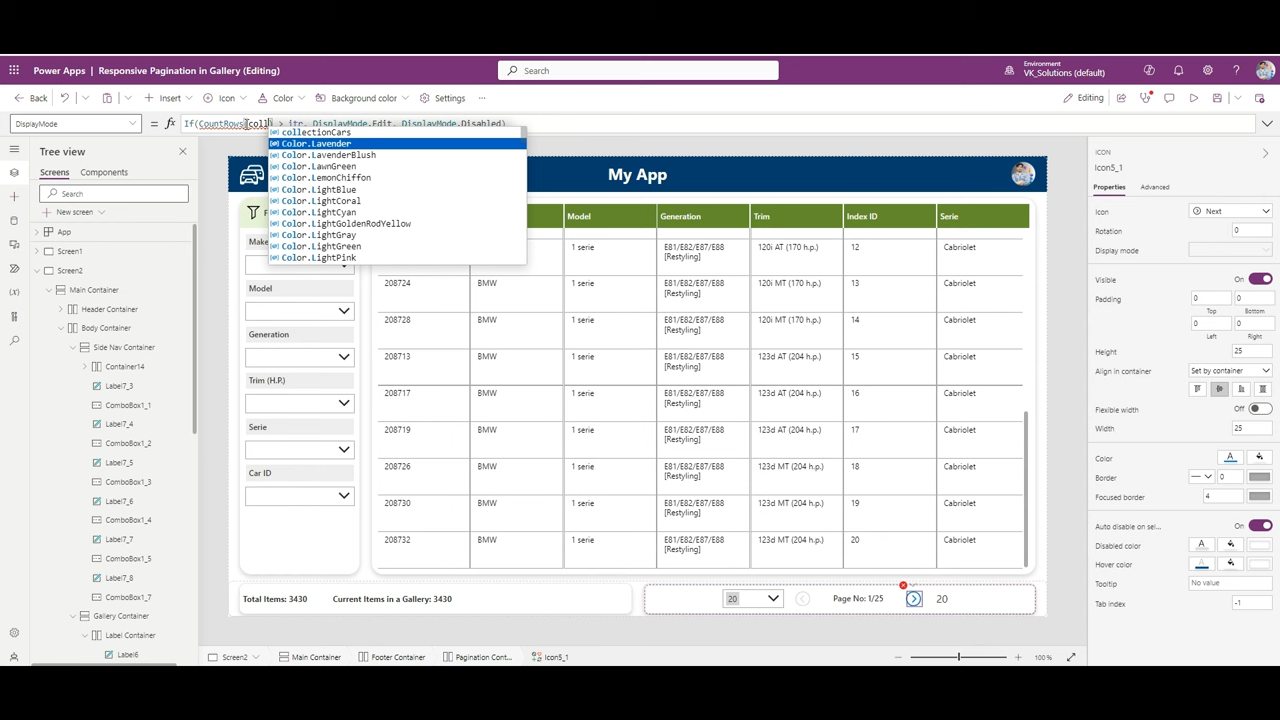 Power Apps | Responsive Pagination in Gallery (Editing)
Search
Environment
VK_Solutions (default)
Back
Insert
Icon
Color
Background color
Settings
Editing
DisplayMode
= fx If(CountRows(coll > itr, DisplayMode.Edit, DisplayMode.Disabled)
collectionCars
Color.Lavender
Color.LavenderBlush
Color.LawnGreen
Color.LemonChiffon
Color.LightBlue
Color.LightCoral
Color.LightCyan
Color.LightGoldenRodYellow
Color.LightGray
Color.LightGreen
Color.LightPink
Tree view
Screens Components
Search
New screen
App
Screen1
Screen2
Main Container
Header Container
Body Container
Side Nav Container
Container14
Label7_3
ComboBox1_1
Label7_4
ComboBox1_2
Label7_5
ComboBox1_3
Label7_6
ComboBox1_4
Label7_7
ComboBox1_5
Label7_8
ComboBox1_7
Gallery Container
Label Container
Label6
My App
F
Make
Model
Generation
Trim (H.P.)
Serie
Car ID
Model Generation Trim Index ID Serie
1 serie E81/E82/E87/E88 [Restyling] 120i AT (170 h.p.) 12 Cabriolet
208724 BMW 1 serie E81/E82/E87/E88 [Restyling] 120i MT (170 h.p.) 13 Cabriolet
208728 BMW 1 serie E81/E82/E87/E88 [Restyling] 120i MT (170 h.p.) 14 Cabriolet
208713 BMW 1 serie E81/E82/E87/E88 [Restyling] 123d AT (204 h.p.) 15 Cabriolet
208717 BMW 1 serie E81/E82/E87/E88 [Restyling] 123d AT (204 h.p.) 16 Cabriolet
208719 BMW 1 serie E81/E82/E87/E88 [Restyling] 123d AT (204 h.p.) 17 Cabriolet
208726 BMW 1 serie E81/E82/E87/E88 [Restyling] 123d MT (204 h.p.) 18 Cabriolet
208730 BMW 1 serie E81/E82/E87/E88 [Restyling] 123d MT (204 h.p.) 19 Cabriolet
208732 BMW 1 serie E81/E82/E87/E88 [Restyling] 123d MT (204 h.p.) 20 Cabriolet
Total Items: 3430 Current Items in a Gallery: 3430
20 Page No: 1/25 20
Screen2 Main Container Footer Container Pagination Cont... Icon5_1
100 %
ICON
Icon5_1
Properties Advanced
Icon Next
Rotation 0
Display mode
Visible On
Padding 0 0
Top Bottom
0 0
Left Right
Height 25
Align in container Set by container
Flexible width Off
Width 25
Color
Border 0
Focused border 4
Auto disable on sel... On
Disabled color
Hover color
Tooltip No value
Tab index -1